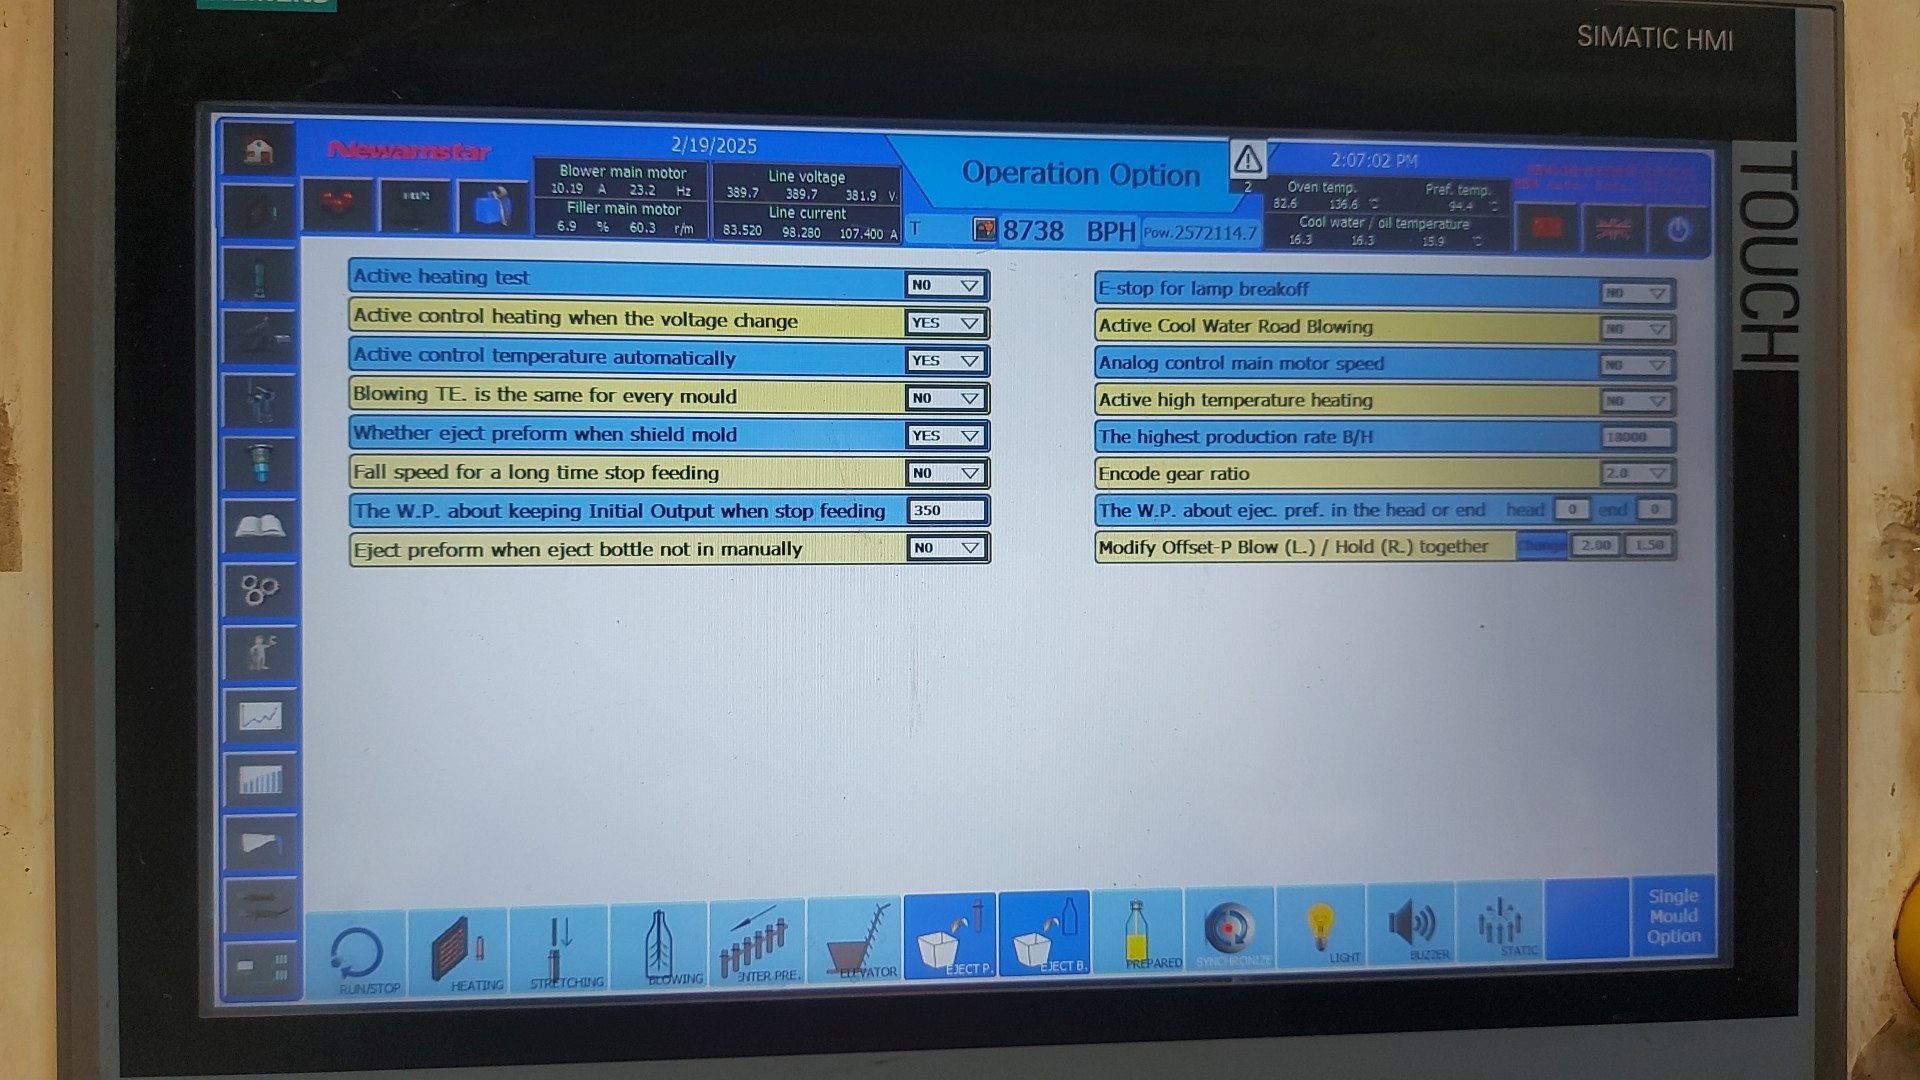 SIMATIC HMI
TOUCH
Newamstar
2/19/2025
Operation Option
2
2:07:02 PM
Blower main motor
10.19 A 23.2 Hz
Filler main motor
6.9 % 60.3 r/m
Line voltage
389.7 389.7 381.9 V
Line current
83.520 98.280 107.400 A
T 8738 BPH Pow.2572114.7
Oven temp. Pref. temp.
82.6 136.6 ℃ 94.4 ℃
Cool water / oil temperature
16.3 16.3 15.9 ℃
Active heating test NO
Active control heating when the voltage change YES
Active control temperature automatically YES
Blowing TE. is the same for every mould NO
Whether eject preform when shield mold YES
Fall speed for a long time stop feeding NO
The W.P. about keeping Initial Output when stop feeding 350
Eject preform when eject bottle not in manually NO
E-stop for lamp breakoff NO
Active Cool Water Road Blowing NO
Analog control main motor speed NO
Active high temperature heating NO
The highest production rate B/H 18000
Encode gear ratio 2.0
The W.P. about ejec. pref. in the head or end head 0 end 0
Modify Offset-P Blow (L.) / Hold (R.) together Change 2.00 1.50
RUN/STOP
HEATING
STRETCHING
BLOWING
ENTER PRE.
ELEVATOR
EJECT P.
EJECT B.
PREPARED
SYNCHRONIZE
LIGHT
BUZZER
STATIC
Single
Mould
Option